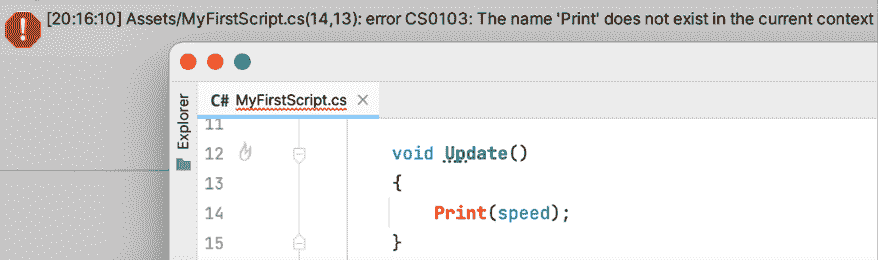 [20:16:10] Assets/MyFirstScript.cs(14,13): error CS0103: The name 'Print' does not exist in the current context
Explorer
C# MyFirstScript.cs ×
11
12 void Update()
13 {
14 Print(speed);
15 }